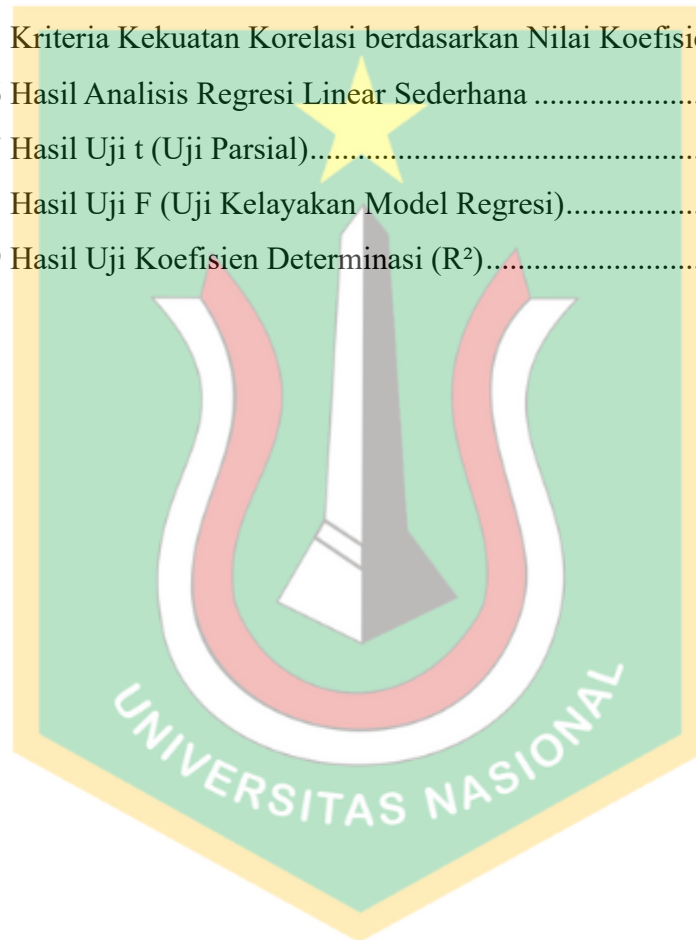 Kriteria Kekuatan Korelasi berdasarkan Nilai
Hasil Analisis Regresi Linear Sederhana ....................
Hasil Uji t (Uji Parsial)..............................................
Hasil Uji F (Uji Kelayakan Model Regresi)...............
Hasil Uji Koefisien Determinasi (R²)........................
UNIVERSITAS NASIONAL